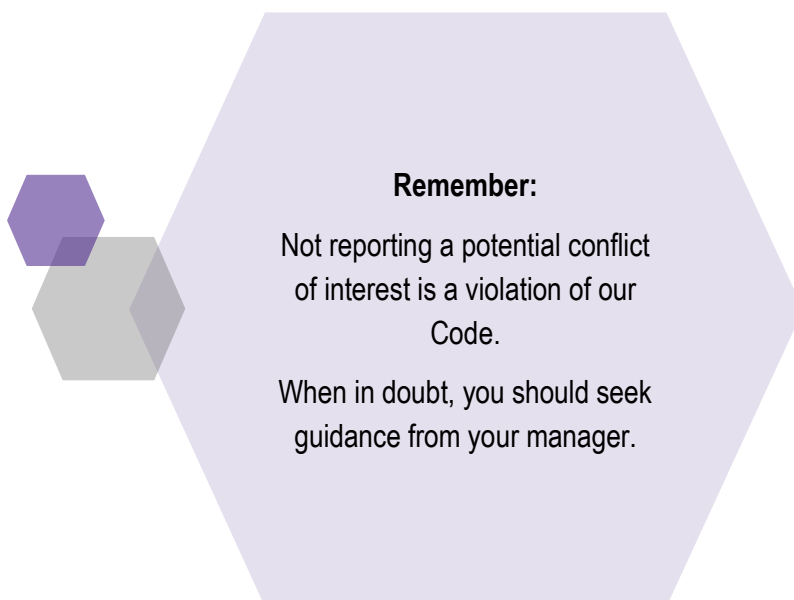 Remember:
Not reporting a potential conflict
of interest is a violation of our
Code.
When in doubt, you should seek
guidance from your manager.